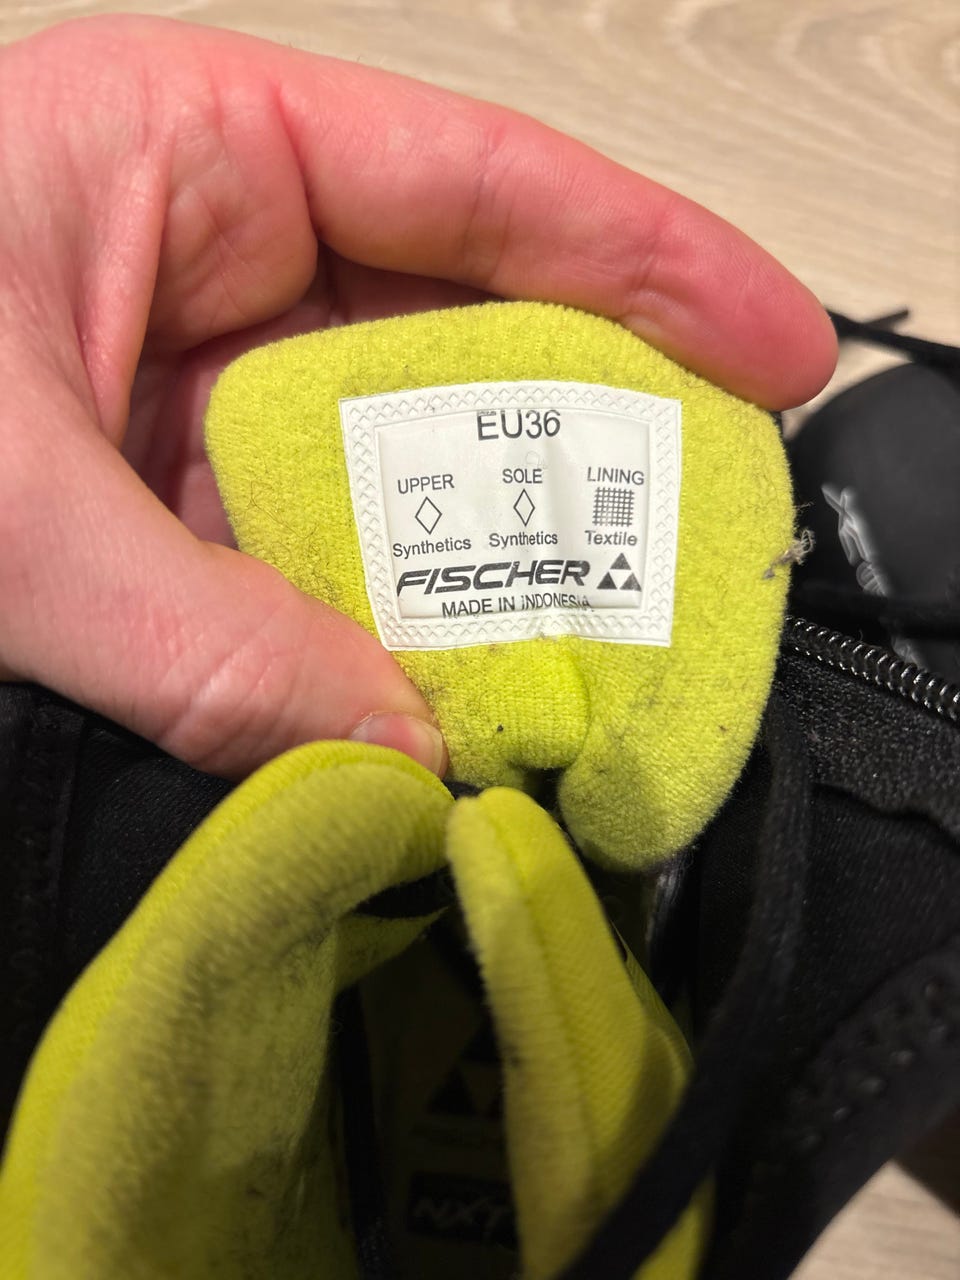 EU36
UPPER SOLE LINING
Synthetics Synthetics Textile
FISCHER
MADE IN INDONESIA